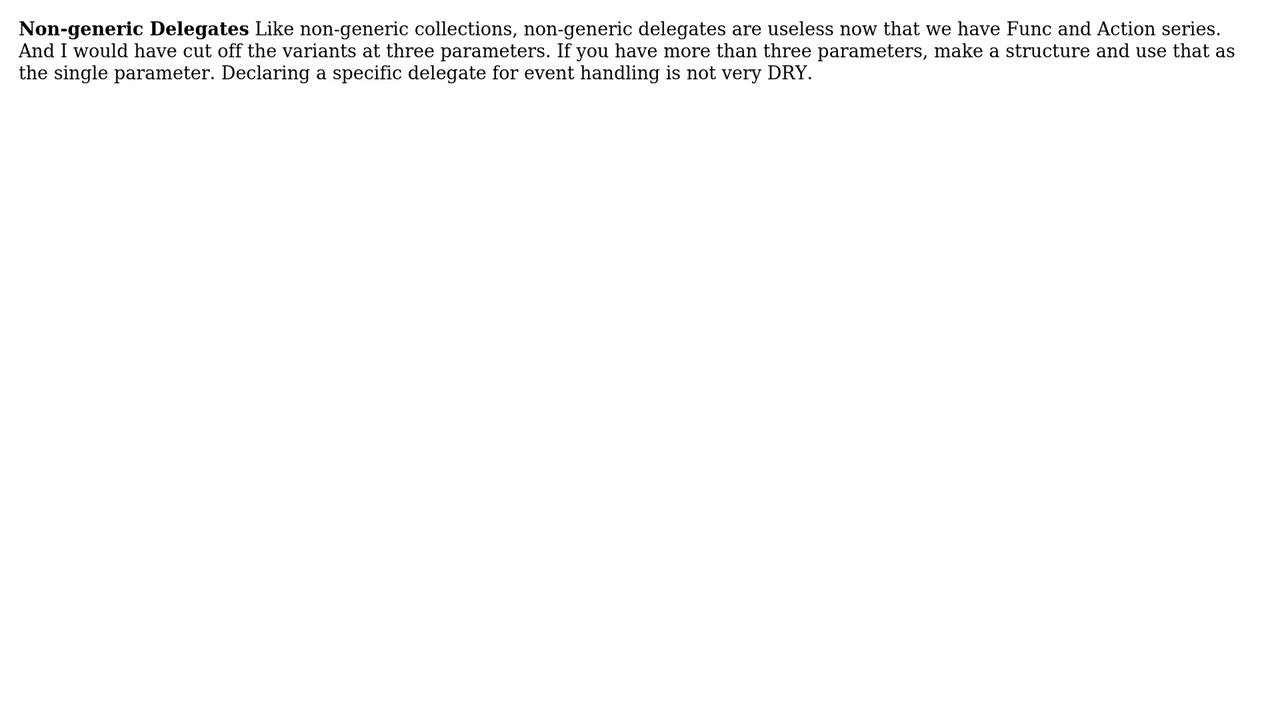 Non-generic Delegates Like non-generic collections, non-generic delegates are useless now that we have Func and Action series.
And I would have cut off the variants at three parameters. If you have more than three parameters, make a structure and use that as
the single parameter. Declaring a specific delegate for event handling is not very DRY.